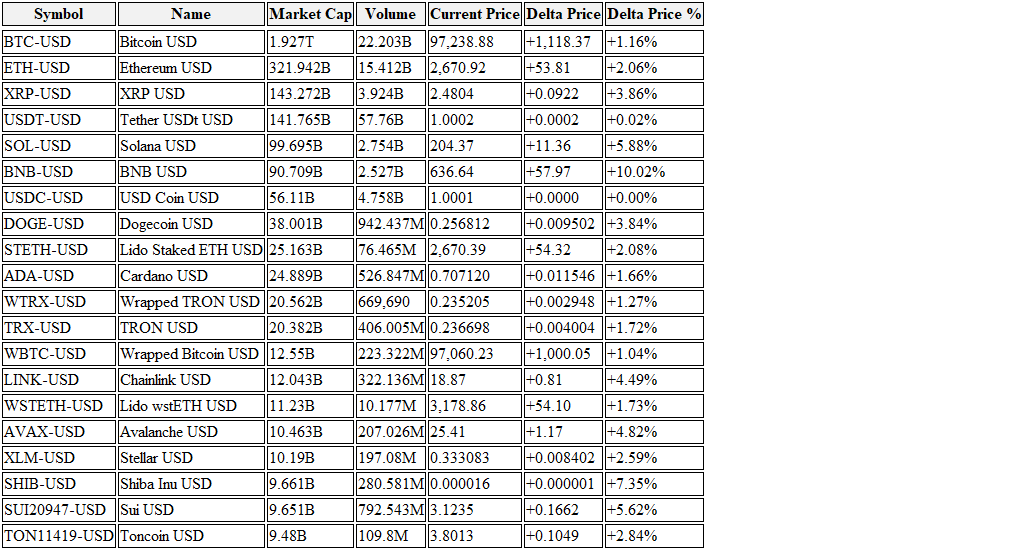 Symbol Name Market Cap Volume Current Price Delta Price Delta Price %
BTC-USD Bitcoin USD 1.927T 22.203B 97,238.88 +1,118.37 +1.16%
ETH-USD Ethereum USD 321.942B 15.412B 2,670.92 +53.81 +2.06%
XRP-USD XRP USD 143.272B 3.924B 2.4804 +0.0922 +3.86%
USDT-USD Tether USDt USD 141.765B 57.76B 1.0002 +0.0002 +0.02%
SOL-USD Solana USD 99.695B 2.754B 204.37 +11.36 +5.88%
BNB-USD BNB USD 90.709B 2.527B 636.64 +57.97 +10.02%
USDC-USD USD Coin USD 56.11B 4.758B 1.0001 +0.0000 +0.00%
DOGE-USD Dogecoin USD 38.001B 942.437M 0.256812 +0.009502 +3.84%
STETH-USD Lido Staked ETH USD 25.163B 76.465M 2,670.39 +54.32 +2.08%
ADA-USD Cardano USD 24.889B 526.847M 0.707120 +0.011546 +1.66%
WTRX-USD Wrapped TRON USD 20.562B 669,690 0.235205 +0.002948 +1.27%
TRX-USD TRON USD 20.382B 406.005M 0.236698 +0.004004 +1.72%
WBTC-USD Wrapped Bitcoin USD 12.55B 223.322M 97,060.23 +1,000.05 +1.04%
LINK-USD Chainlink USD 12.043B 322.136M 18.87 +0.81 +4.49%
WSTETH-USD Lido wstETH USD 11.23B 10.177M 3,178.86 +54.10 +1.73%
AVAX-USD Avalanche USD 10.463B 207.026M 25.41 +1.17 +4.82%
XLM-USD Stellar USD 10.19B 197.08M 0.333083 +0.008402 +2.59%
SHIB-USD Shiba Inu USD 9.661B 280.581M 0.000016 +0.000001 +7.35%
SUI20947-USD Sui USD 9.651B 792.543M 3.1235 +0.1662 +5.62%
TON11419-USD Toncoin USD 9.48B 109.8M 3.8013 +0.1049 +2.84%